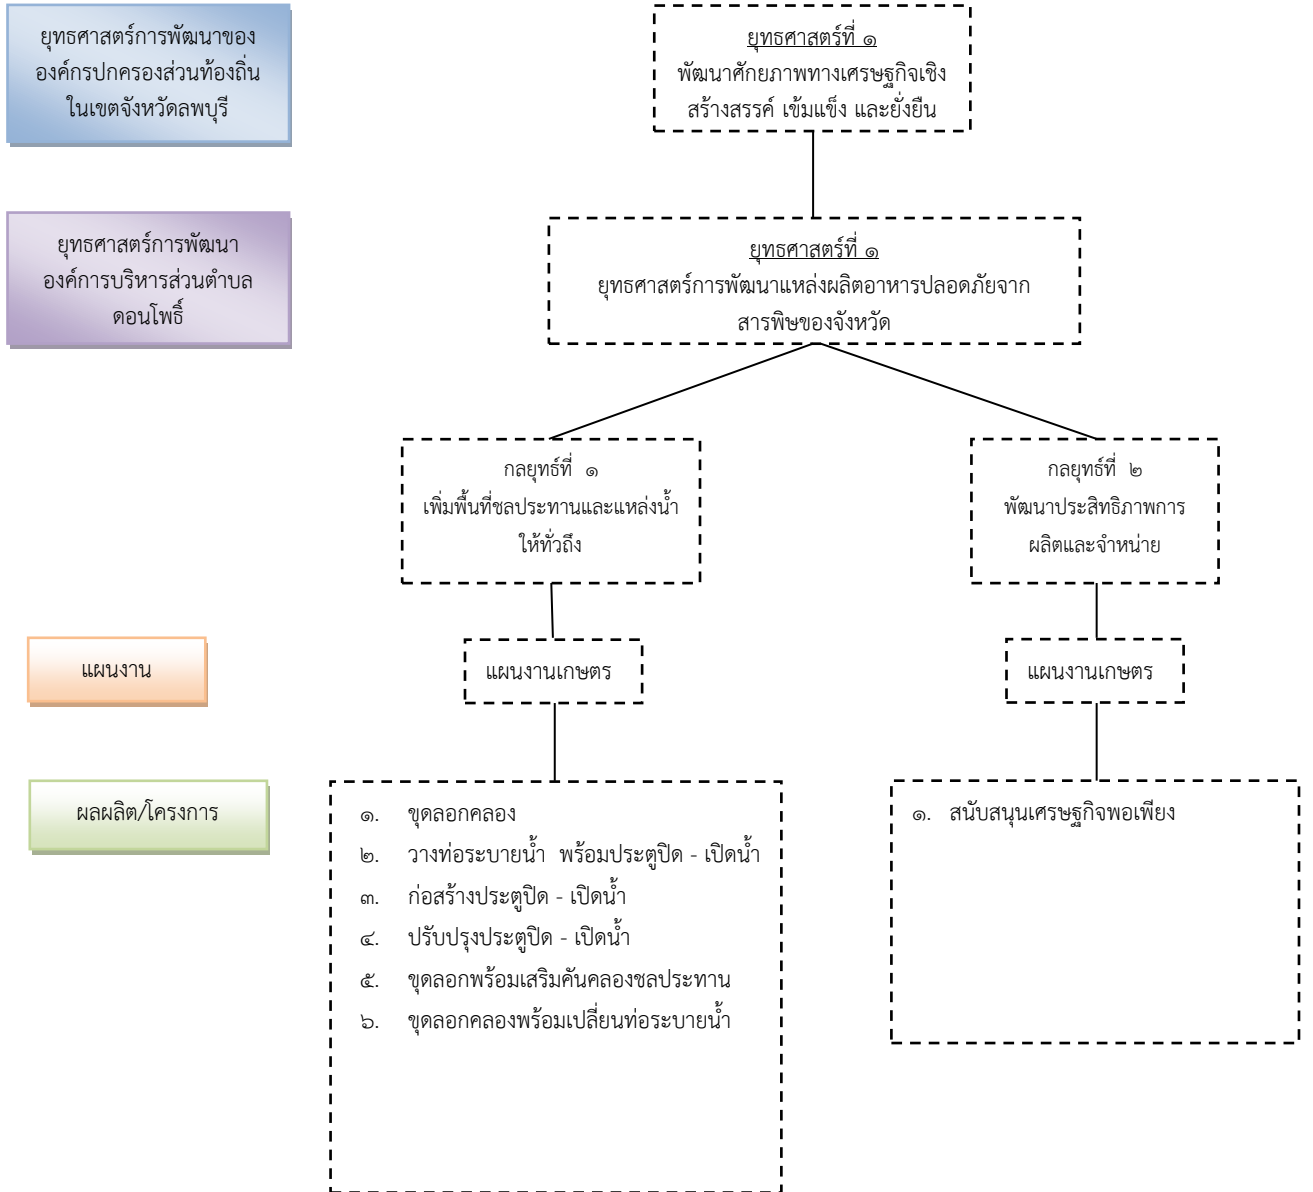 ยุทธศาสตร์การพัฒนาของ
องค์กรปกครองส่วนท้องถิ่น
ในเขตจังหวัดลพบุรี
ยุทธศาสตร์ที่ ๑
พัฒนาศักยภาพทางเศรษฐกิจเชิง
สร้างสรรค์ เข้มแข็ง และยั่งยืน
ยุทธศาสตร์การพัฒนา
องค์การบริหารส่วนตำบล
ดอนโพธิ์
ยุทธศาสตร์ที่ ๑
ยุทธศาสตร์การพัฒนาแหล่งผลิตอาหารปลอดภัยจาก
สารพิษของจังหวัด
กลยุทธ์ที่ ๑
เพิ่มพื้นที่ชลประทานและแหล่งน้ำ
ให้ทั่วถึง
กลยุทธ์ที่ ๒
พัฒนาประสิทธิภาพการ
ผลิตและจำหน่าย
แผนงาน
แผนงานเกษตร
แผนงานเกษตร
ผลผลิต/โครงการ
๑. ขุดลอกคลอง
๒. วางท่อระบายน้ำ พร้อมประตูปิด - เปิดน้ำ
๓. ก่อสร้างประตูปิด - เปิดน้ำ
๔. ปรับปรุงประตูปิด - เปิดน้ำ
๕. ขุดลอกพร้อมเสริมคันคลองชลประทาน
๖. ขุดลอกคลองพร้อมเปลี่ยนท่อระบายน้ำ
๑. สนับสนุนเศรษฐกิจพอเพียง